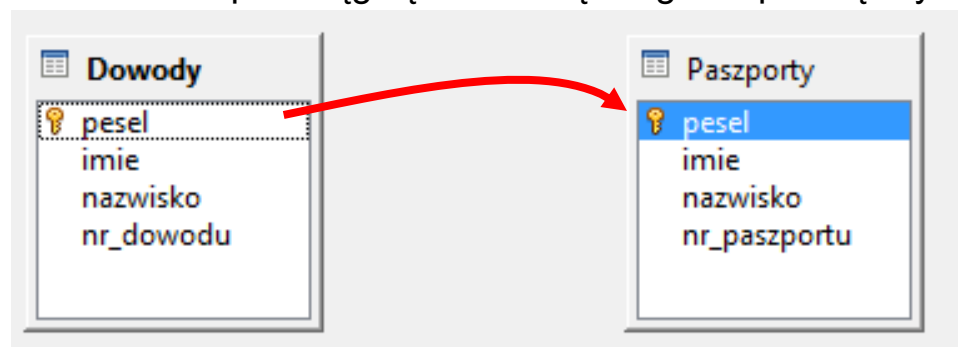 Dowody
pesel
imie
nazwisko
nr_dowodu
Paszporty
pesel
imie
nazwisko
nr_paszportu